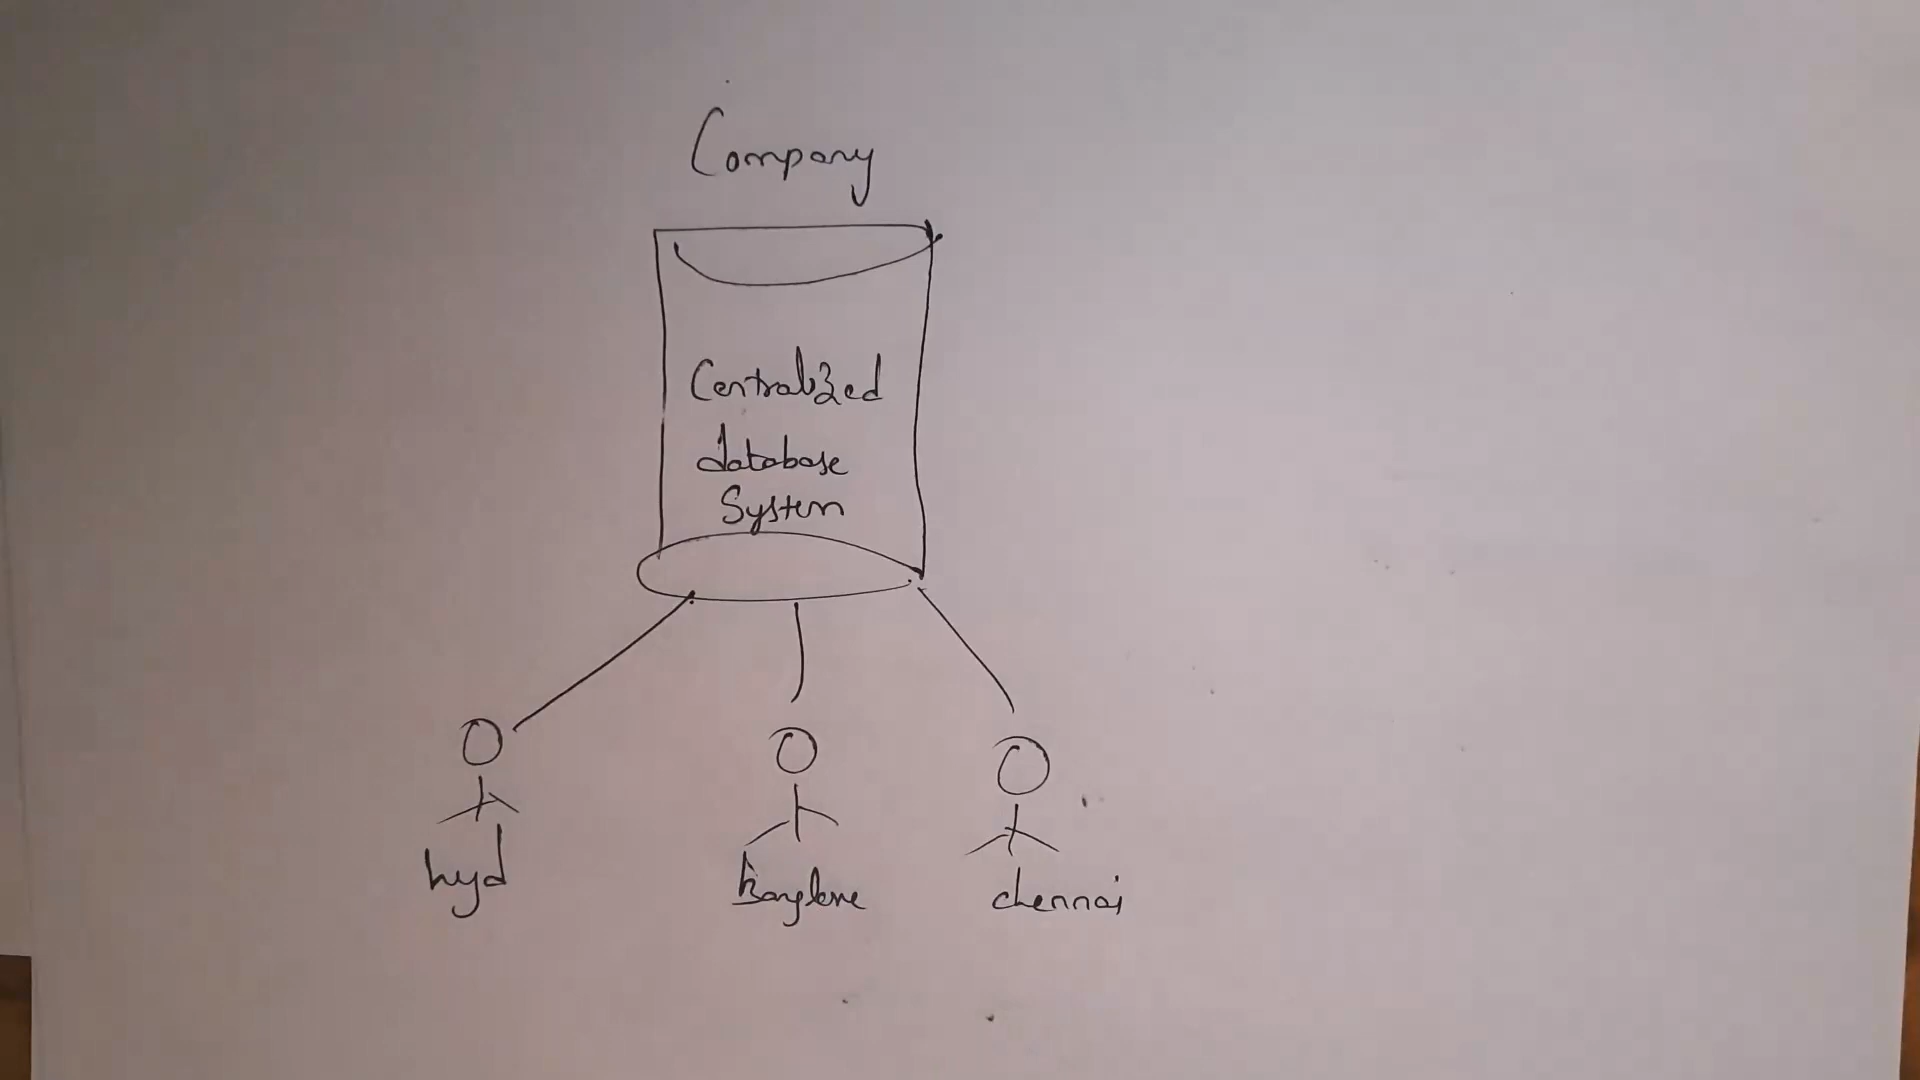 Company
Centralized
database
System
hyd
Banglore
chennai